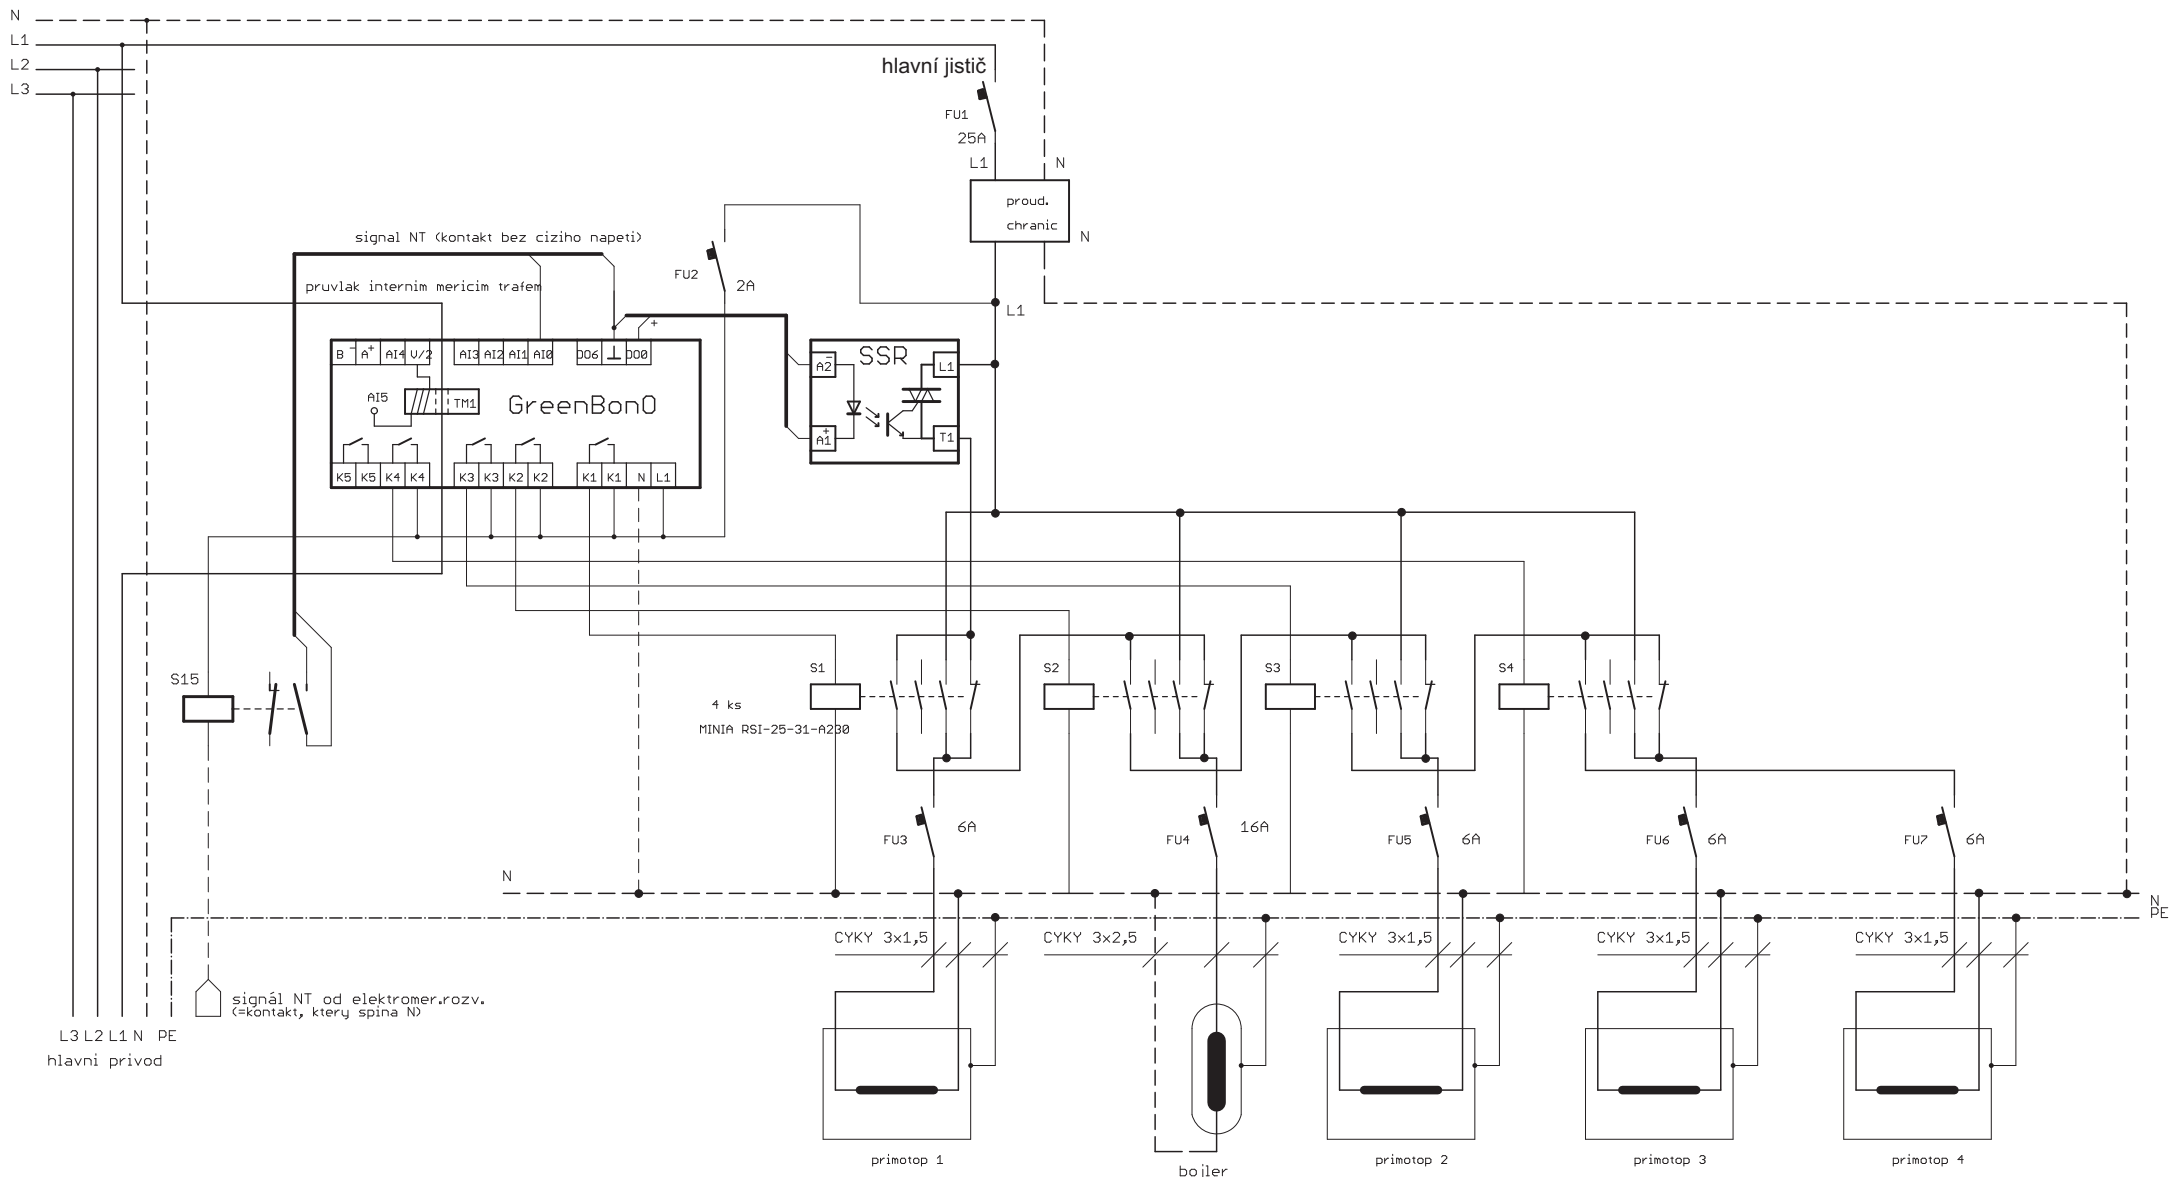 N
L1
L2
L3
hlavní jistič
FU1
25A
L1 N
proud.
chranic
N
signal NT (kontakt bez ciziho napeti)
FU2
2A
pruvlak internim mericim trafem
L1
+
B - A+ AI4 V/2 AI3 AI2 AI1 AI0 DO6 ⊥ DO0
AI5
TM1
GreenBonO
K5 K5 K4 K4 K3 K3 K2 K2 K1 K1 N L1
SSR
A2 - L1
A1 + T1
S15
S1 S2 S3 S4
4 ks
MINIA RSI-25-31-A230
FU3 6A FU4 16A FU5 6A FU6 6A FU7 6A
N
N
PE
CYKY 3x1,5 CYKY 3x2,5 CYKY 3x1,5 CYKY 3x1,5 CYKY 3x1,5
signál NT od elektromer.rozv.
(=kontakt, ktery spina N)
L3 L2 L1 N PE
hlavni privod
primotop 1 bojler primotop 2 primotop 3 primotop 4